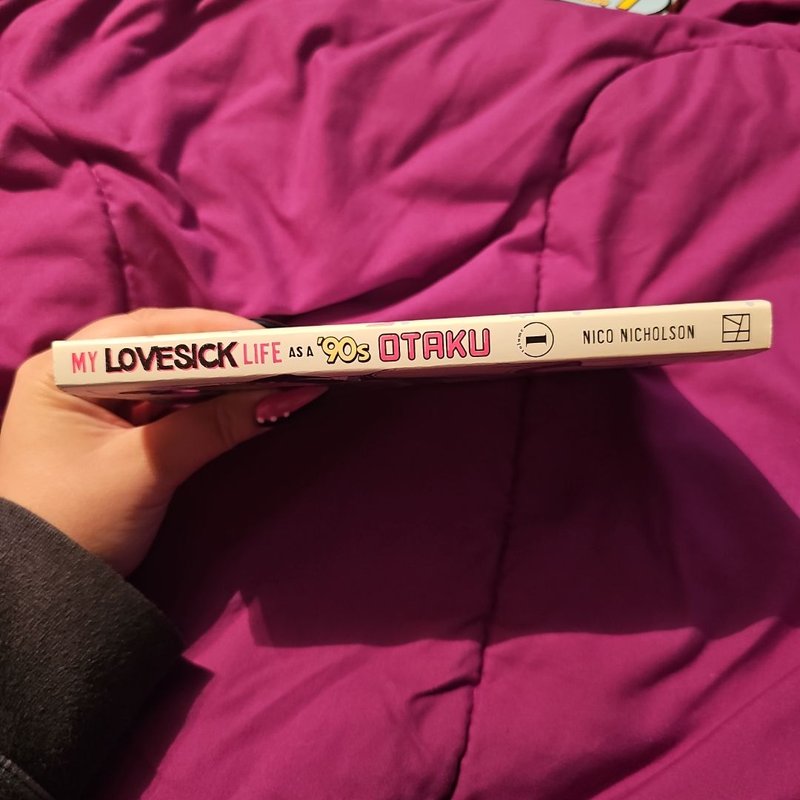 MY LOVESICK LIFE AS A '90s OTAKU 1 NICO NICHOLSON